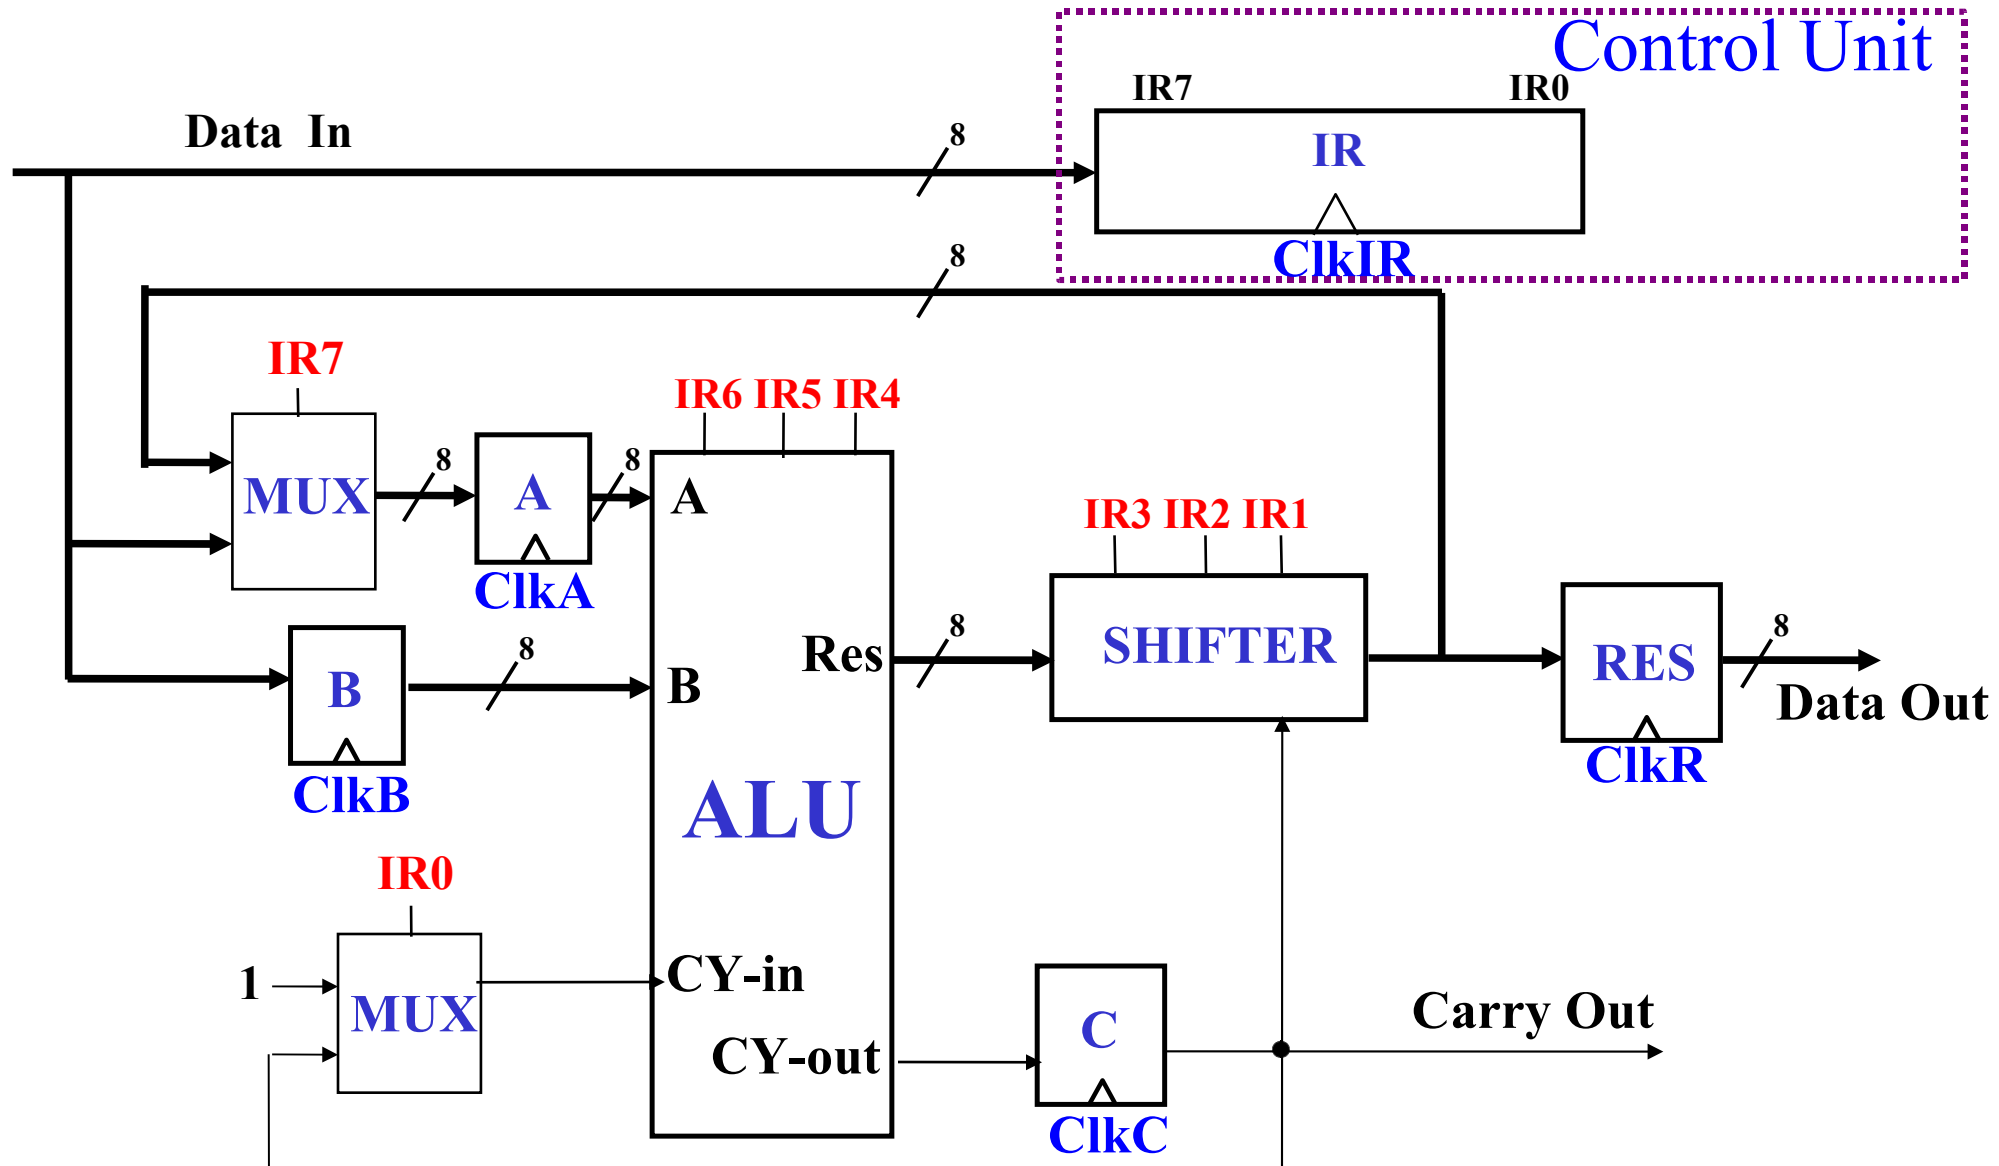 Control Unit
IR7 IR0
Data In
8
IR
ClkIR
8
IR7
IR6 IR5 IR4
8
8
MUX
A
A
IR3 IR2 IR1
ClkA
8
8
8
B
B
Res
SHIFTER
RES
Data Out
ClkB
ALU
ClkR
IR0
1
MUX
CY-in
C
Carry Out
CY-out
ClkC